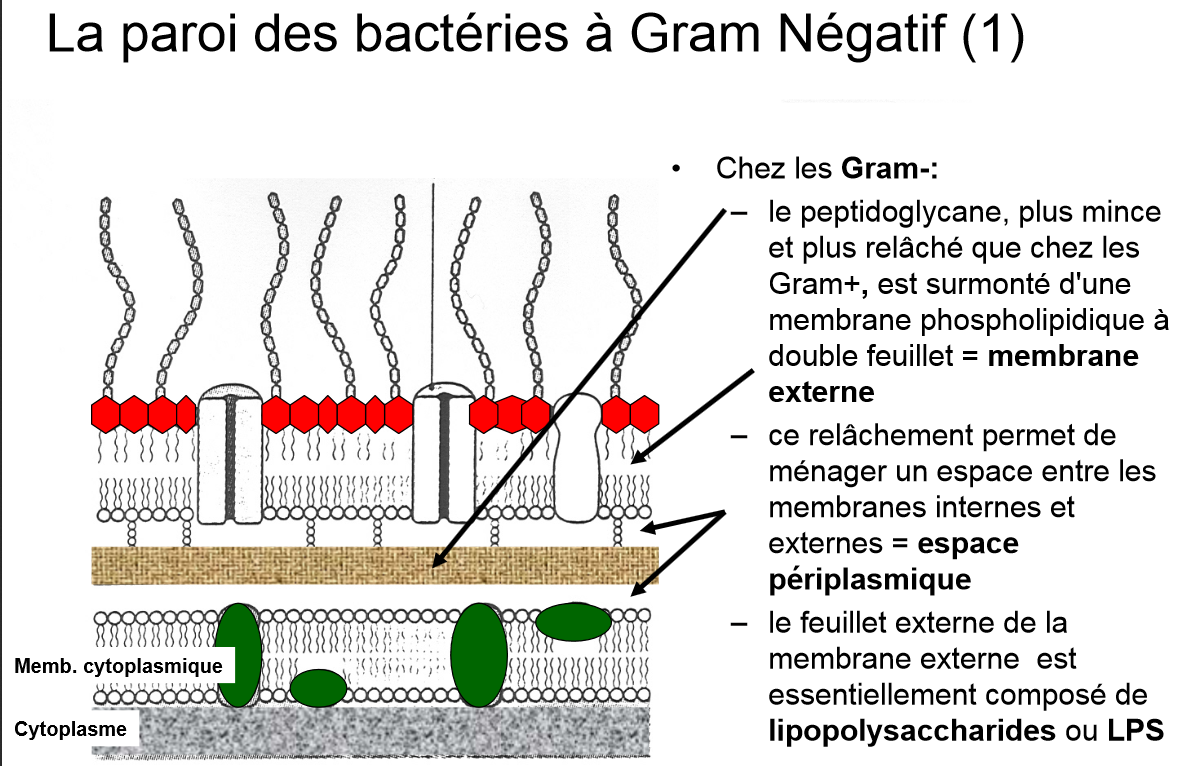 La paroi des bactéries à Gram Négatif (1)
• Chez les Gram-:
– le peptidoglycane, plus mince
et plus relâché que chez les
Gram+, est surmonté d'une
membrane phospholipidique à
double feuillet = membrane
externe
– ce relâchement permet de
ménager un espace entre les
membranes internes et
externes = espace
périplasmique
– le feuillet externe de la
membrane externe est
essentiellement composé de
lipopolysaccharides ou LPS
Memb. cytoplasmique
Cytoplasme